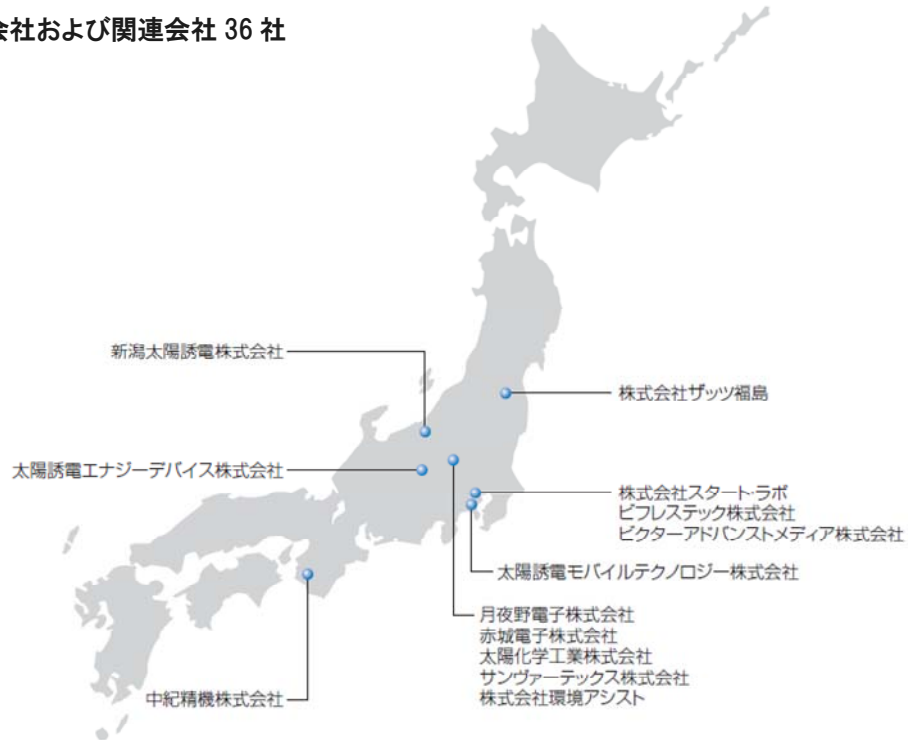 会社および関連会社 36 社
新潟太陽誘電株式会社
株式会社ザッツ福島
太陽誘電エナジーデバイス株式会社
株式会社スタート・ラボ
ビフレステック株式会社
ビクターアドバンストメディア株式会社
太陽誘電モバイルテクノロジー株式会社
月夜野電子株式会社
赤城電子株式会社
太陽化学工業株式会社
サンヴァーテックス株式会社
株式会社環境アシスト
中紀精機株式会社